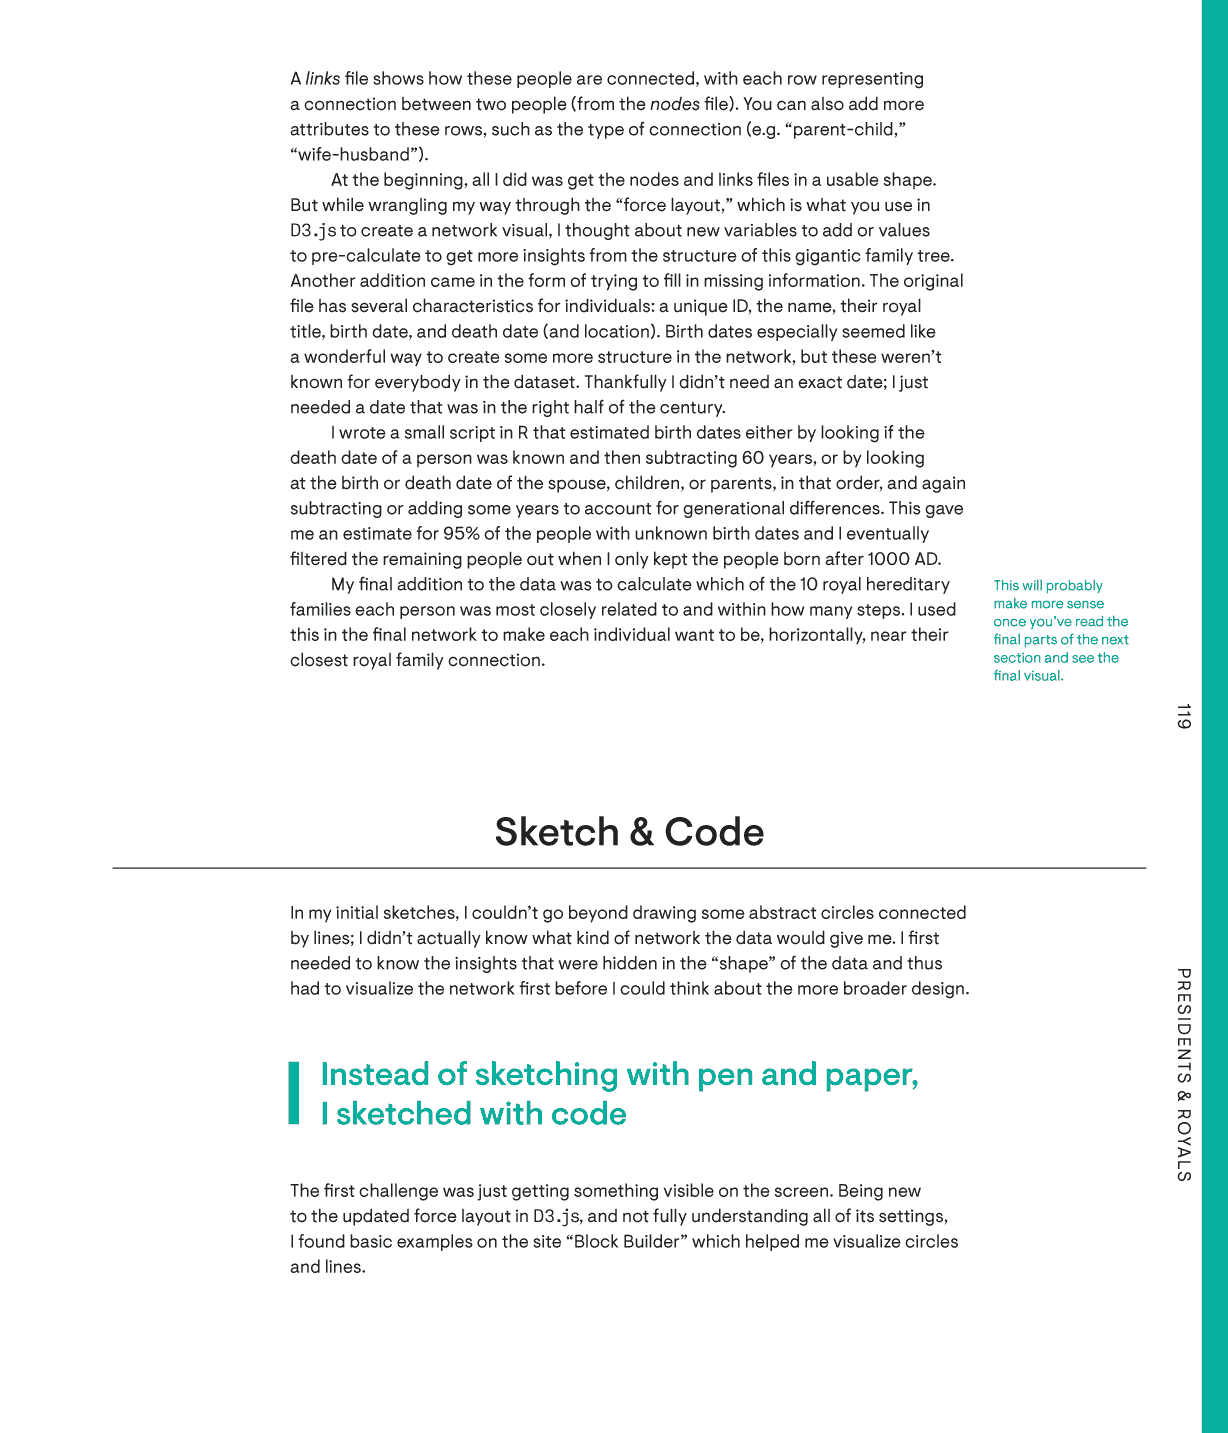 A links file shows how these people are connected, with each row representing
a connection between two people (from the nodes file). You can also add more
attributes to these rows, such as the type of connection (e.g. “parent-child,”
“wife-husband”).
At the beginning, all I did was get the nodes and links files in a usable shape.
But while wrangling my way through the “force layout,” which is what you use in
D3.js to create a network visual, I thought about new variables to add or values
to pre-calculate to get more insights from the structure of this gigantic family tree.
Another addition came in the form of trying to fill in missing information. The original
file has several characteristics for individuals: a unique ID, the name, their royal
title, birth date, and death date (and location). Birth dates especially seemed like
a wonderful way to create some more structure in the network, but these weren’t
known for everybody in the dataset. Thankfully I didn’t need an exact date; I just
needed a date that was in the right half of the century.
I wrote a small script in R that estimated birth dates either by looking if the
death date of a person was known and then subtracting 60 years, or by looking
at the birth or death date of the spouse, children, or parents, in that order, and again
subtracting or adding some years to account for generational differences. This gave
me an estimate for 95% of the people with unknown birth dates and I eventually
filtered the remaining people out when I only kept the people born after 1000 AD.
My final addition to the data was to calculate which of the 10 royal hereditary
families each person was most closely related to and within how many steps. I used
this in the final network to make each individual want to be, horizontally, near their
closest royal family connection.
This will probably
make more sense
once you’ve read the
final parts of the next
section and see the
final visual.
119
Sketch & Code
In my initial sketches, I couldn’t go beyond drawing some abstract circles connected
by lines; I didn’t actually know what kind of network the data would give me. I first
needed to know the insights that were hidden in the “shape” of the data and thus
had to visualize the network first before I could think about the more broader design.
Instead of sketching with pen and paper,
I sketched with code
The first challenge was just getting something visible on the screen. Being new
to the updated force layout in D3.js, and not fully understanding all of its settings,
I found basic examples on the site “Block Builder” which helped me visualize circles
and lines.
PRESIDENTS & ROYALS